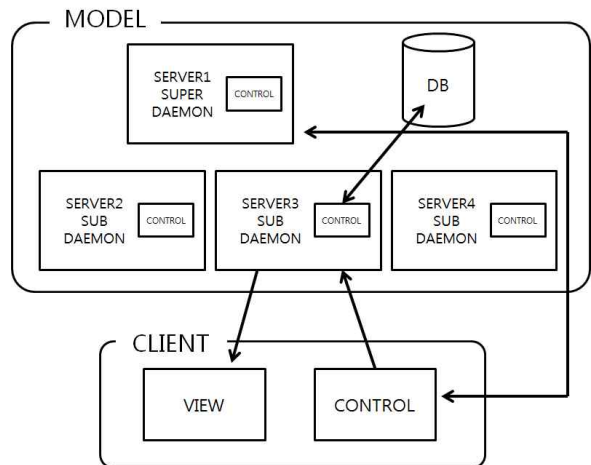 MODEL
SERVER1
SUPER
DAEMON
CONTROL
DB
SERVER2
SUB
DAEMON
CONTROL
SERVER3
SUB
DAEMON
CONTROL
SERVER4
SUB
DAEMON
CONTROL
CLIENT
VIEW
CONTROL